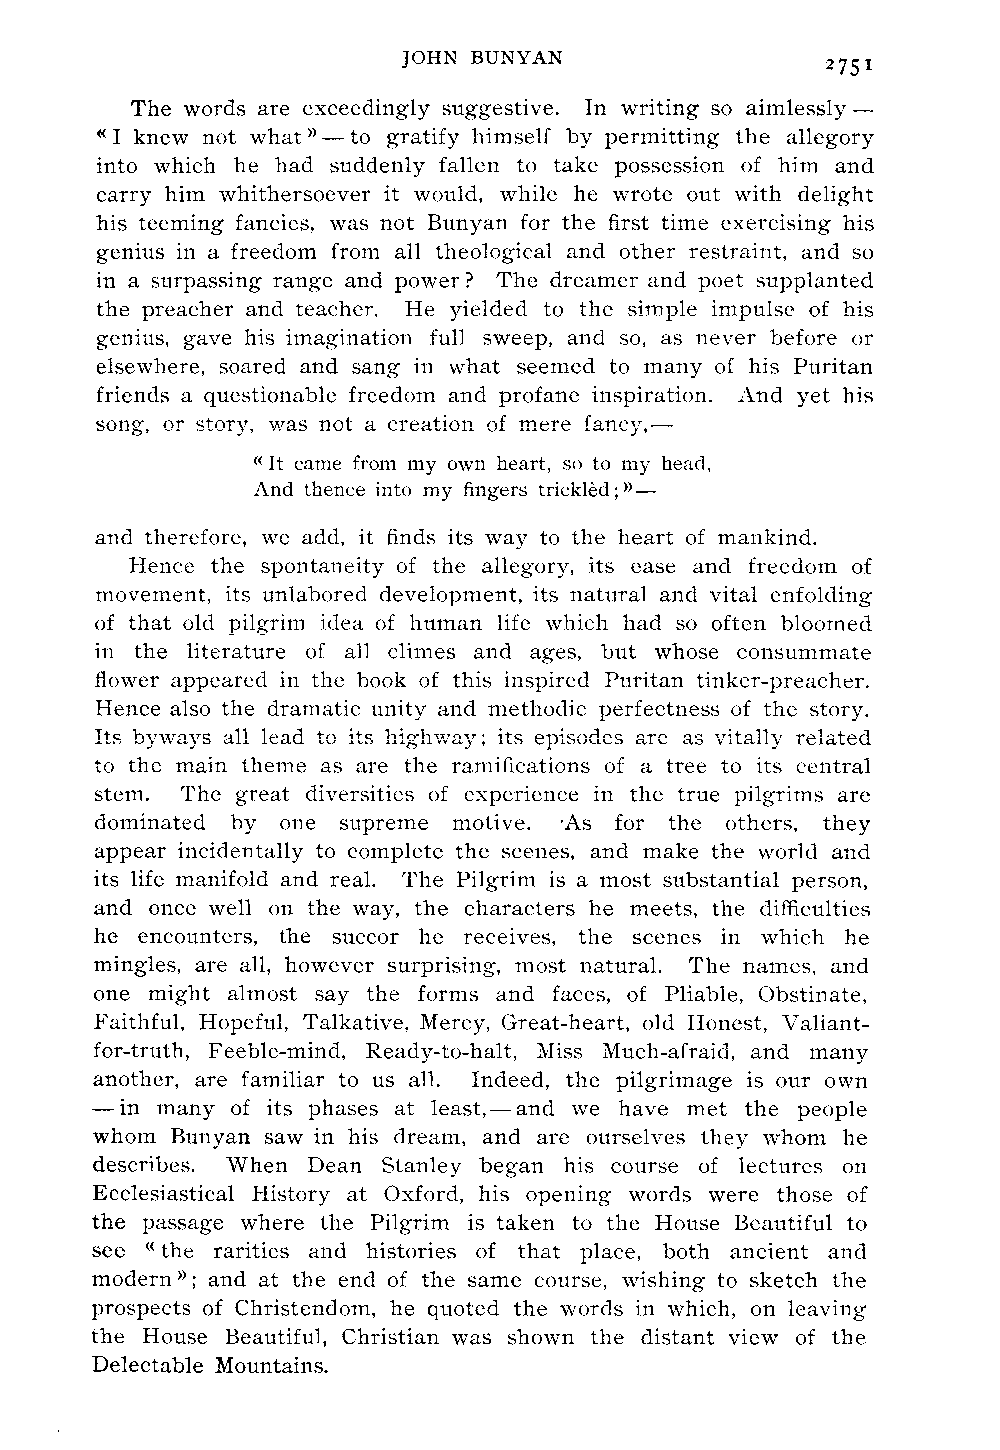 JOHN BUNYAN
2751
The words are exceedingly suggestive. In writing so aimlessly —
«I knew not what» — to gratify himself by permitting the allegory
into which he had suddenly fallen to take possession of him and
carry him whithersoever it would, while he wrote out with delight
his teeming fancies, was not Bunyan for the first time exercising his
genius in a freedom from all theological and other restraint, and so
in a surpassing range and power? The dreamer and poet supplanted
the preacher and teacher. He yielded to the simple impulse of his
genius, gave his imagination full sweep, and so, as never before or
elsewhere, soared and sang in what seemed to many of his Puritan
friends a questionable freedom and profane inspiration. And yet his
song, or story, was not a creation of mere fancy,—
«It came from my own heart, so to my head,
And thence into my fingers tricklèd;»—
and therefore, we add, it finds its way to the heart of mankind.
Hence the spontaneity of the allegory, its ease and freedom of
movement, its unlabored development, its natural and vital enfolding
of that old pilgrim idea of human life which had so often bloomed
in the literature of all climes and ages, but whose consummate
flower appeared in the book of this inspired Puritan tinker-preacher.
Hence also the dramatic unity and methodic perfectness of the story.
Its byways all lead to its highway; its episodes are as vitally related
to the main theme as are the ramifications of a tree to its central
stem. The great diversities of experience in the true pilgrims are
dominated by one supreme motive. As for the others, they
appear incidentally to complete the scenes, and make the world and
its life manifold and real. The Pilgrim is a most substantial person,
and once well on the way, the characters he meets, the difficulties
he encounters, the succor he receives, the scenes in which he
mingles, are all, however surprising, most natural. The names, and
one might almost say the forms and faces, of Pliable, Obstinate,
Faithful, Hopeful, Talkative, Mercy, Great-heart, old Honest, Valiant-
for-truth, Feeble-mind, Ready-to-halt, Miss Much-afraid, and many
another, are familiar to us all. Indeed, the pilgrimage is our own
— in many of its phases at least,— and we have met the people
whom Bunyan saw in his dream, and are ourselves they whom he
describes. When Dean Stanley began his course of lectures on
Ecclesiastical History at Oxford, his opening words were those of
the passage where the Pilgrim is taken to the House Beautiful to
see «the rarities and histories of that place, both ancient and
modern»; and at the end of the same course, wishing to sketch the
prospects of Christendom, he quoted the words in which, on leaving
the House Beautiful, Christian was shown the distant view of the
Delectable Mountains.